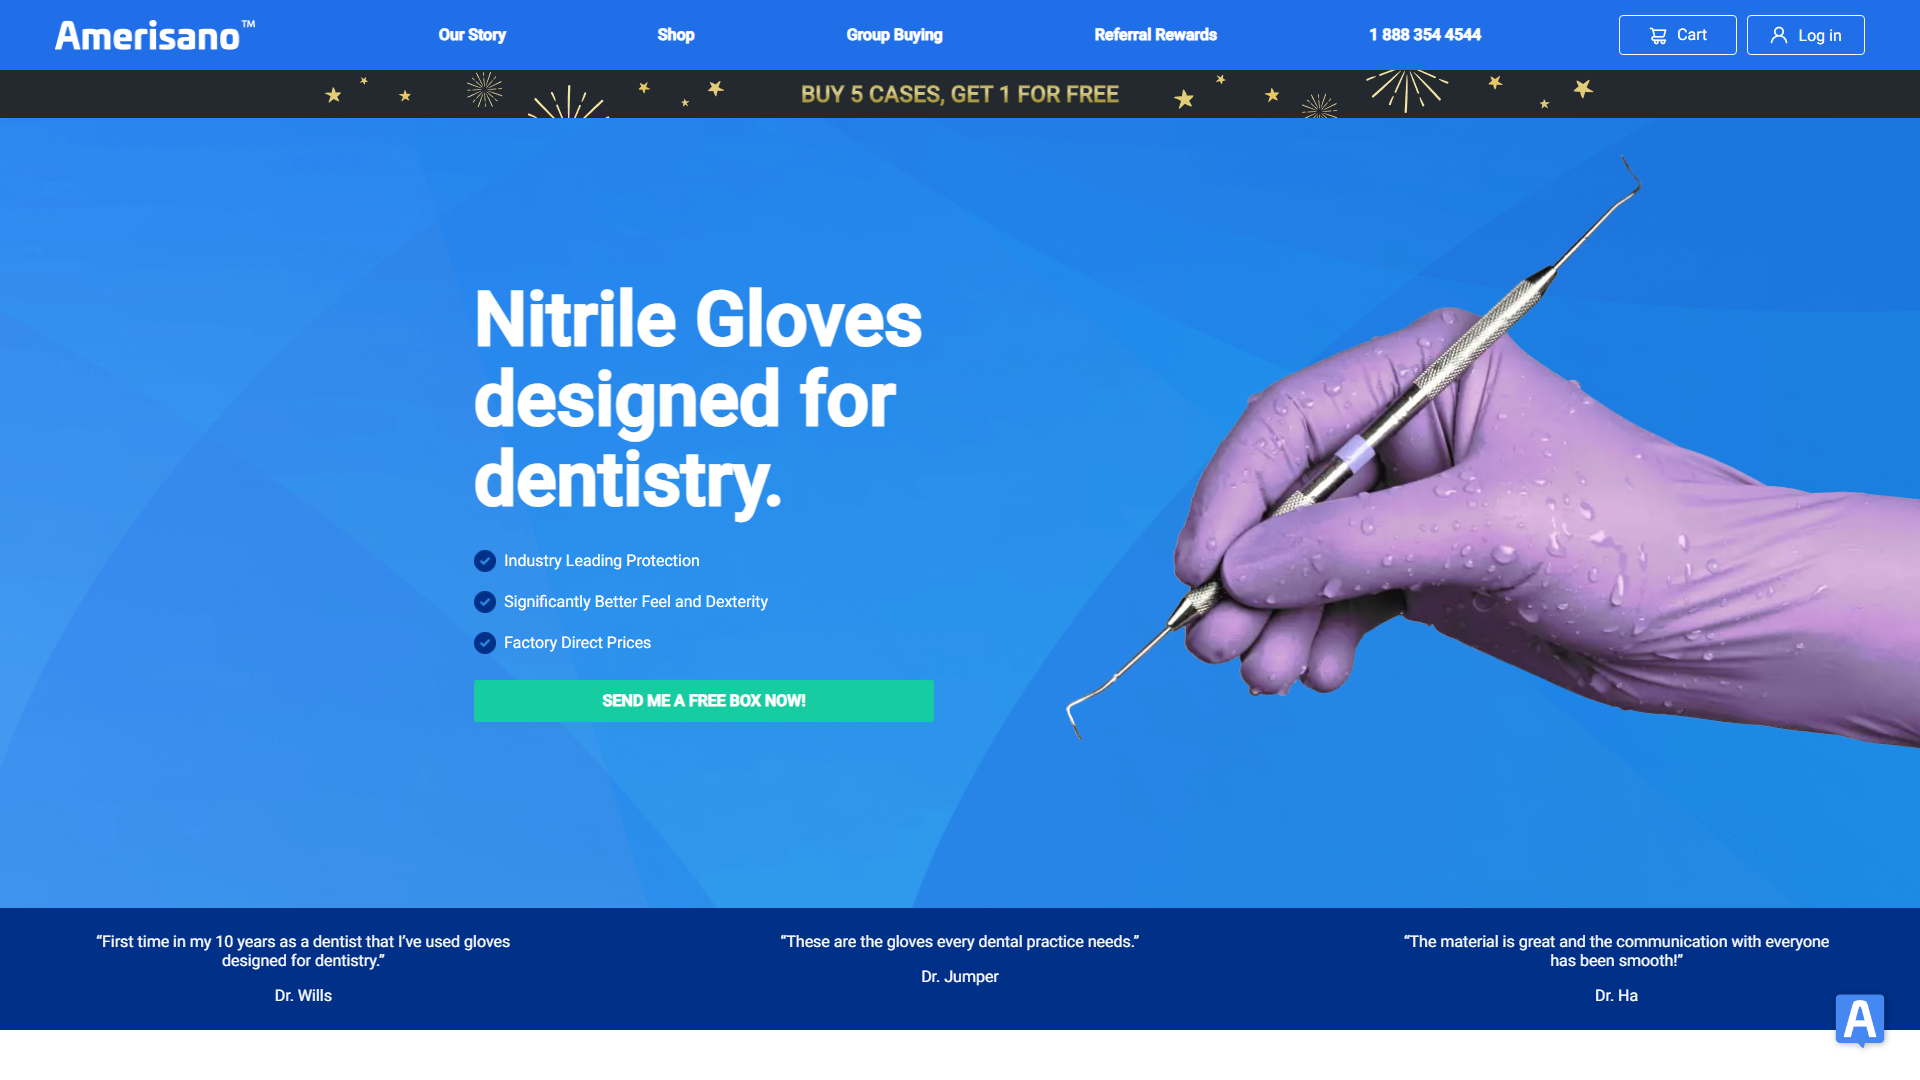 Amerisano™
Our Story
Shop
Group Buying
Referral Rewards
1 888 354 4544
Cart
Log in
BUY 5 CASES, GET 1 FOR FREE
Nitrile Gloves
designed for
dentistry.
Industry Leading Protection
Significantly Better Feel and Dexterity
Factory Direct Prices
SEND ME A FREE BOX NOW!
“First time in my 10 years as a dentist that I’ve used gloves
designed for dentistry.”
Dr. Wills
“These are the gloves every dental practice needs.”
Dr. Jumper
“The material is great and the communication with everyone
has been smooth!”
Dr. Ha
A